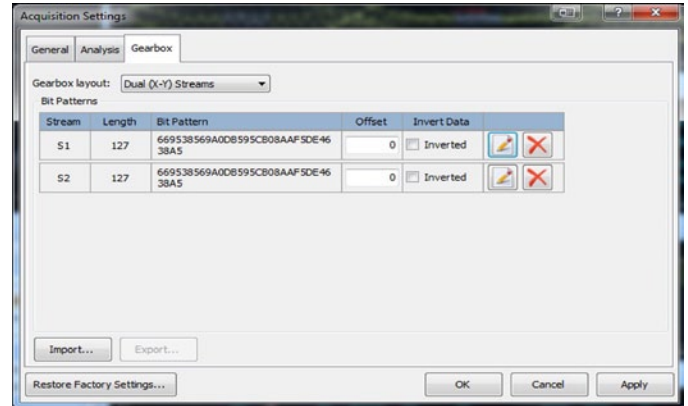 Acquisition Settings
General Analysis Gearbox
Gearbox layout: Dual (X-Y) Streams
Bit Patterns
Stream Length Bit Pattern Offset Invert Data
S1 127 669538569A0DB595CB08AAF5DE46 0 Inverted
38A5
S2 127 669538569A0DB595CB08AAF5DE46 0 Inverted
38A5
Import... Export...
Restore Factory Settings... OK Cancel Apply